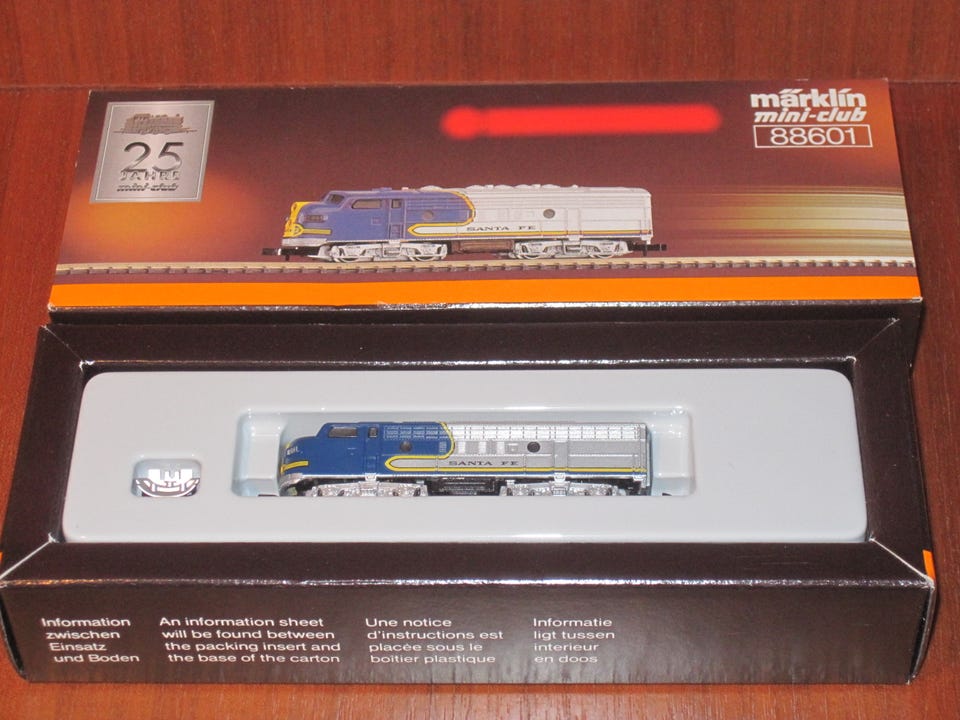 25
JAHRE
mini-club
märklin
mini-club
88601
SANTA FE
SANTA FE
Information
zwischen
Einsatz
und Boden
An information sheet
will be found between
the packing insert and
the base of the carton
Une notice
d'instructions est
placée sous le
boîtier plastique
Informatie
ligt tussen
interieur
en doos